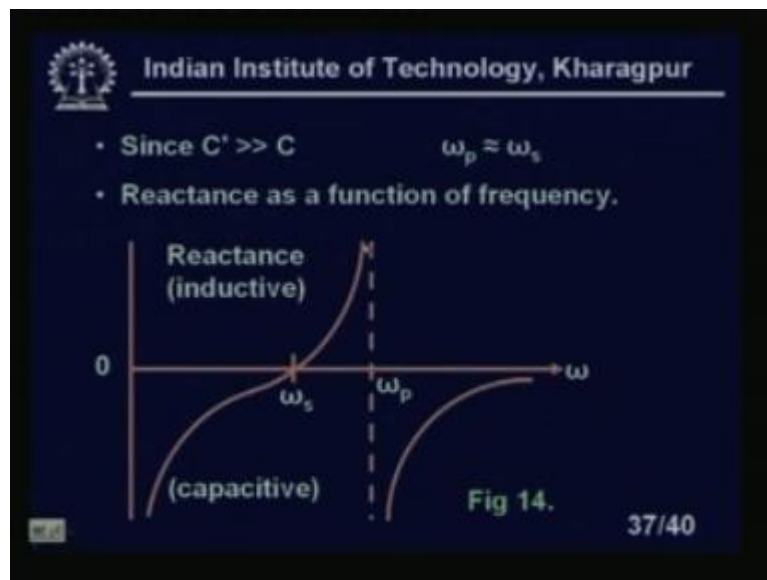 Indian Institute of Technology, Kharagpur
• Since C' >> C ωp ≈ ωs
• Reactance as a function of frequency.
Reactance
(inductive)
0
ω
ωs
ωp
(capacitive)
Fig 14.
37/40